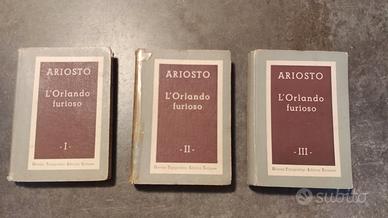 ARIOSTO
L'Orlando
furioso
- I -
ARIOSTO
L'Orlando
furioso
- II -
ARIOSTO
L'Orlando
furioso
- III -
subito